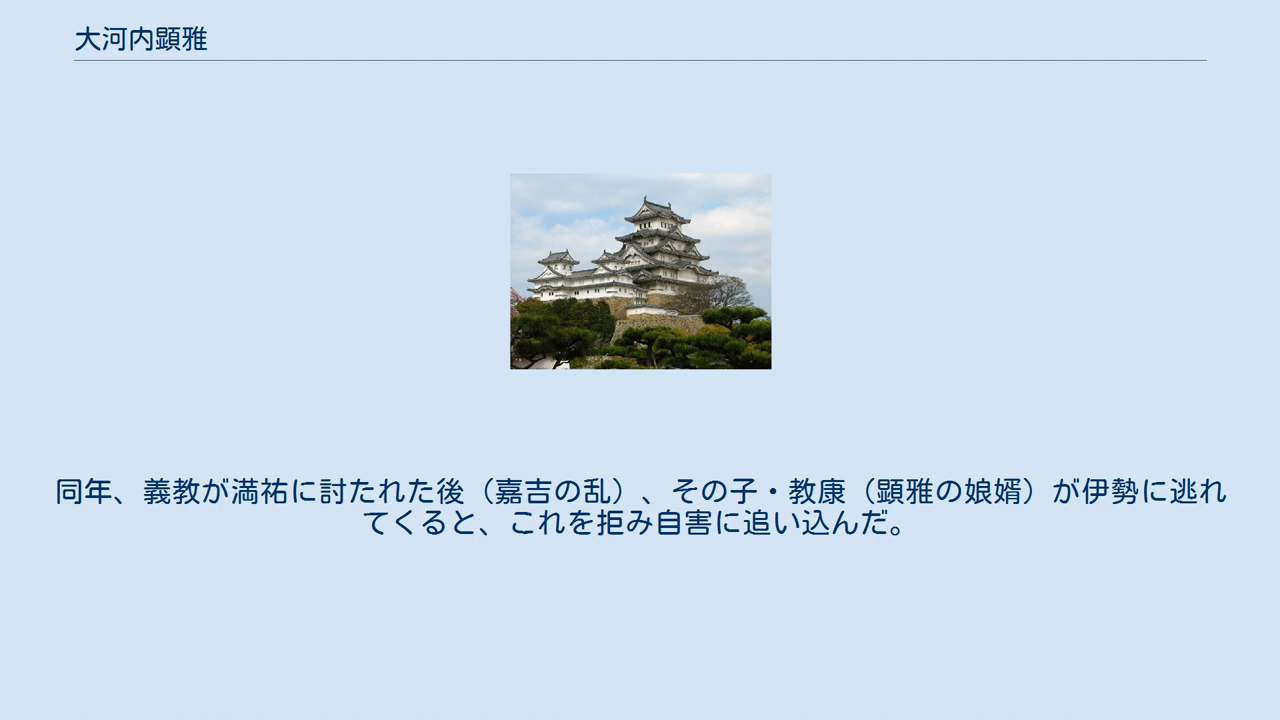 大河内顕雅
同年、義教が満祐に討たれた後（嘉吉の乱）、その子・教康（顕雅の娘婿）が伊勢に逃れ
てくると、これを拒み自害に追い込んだ。